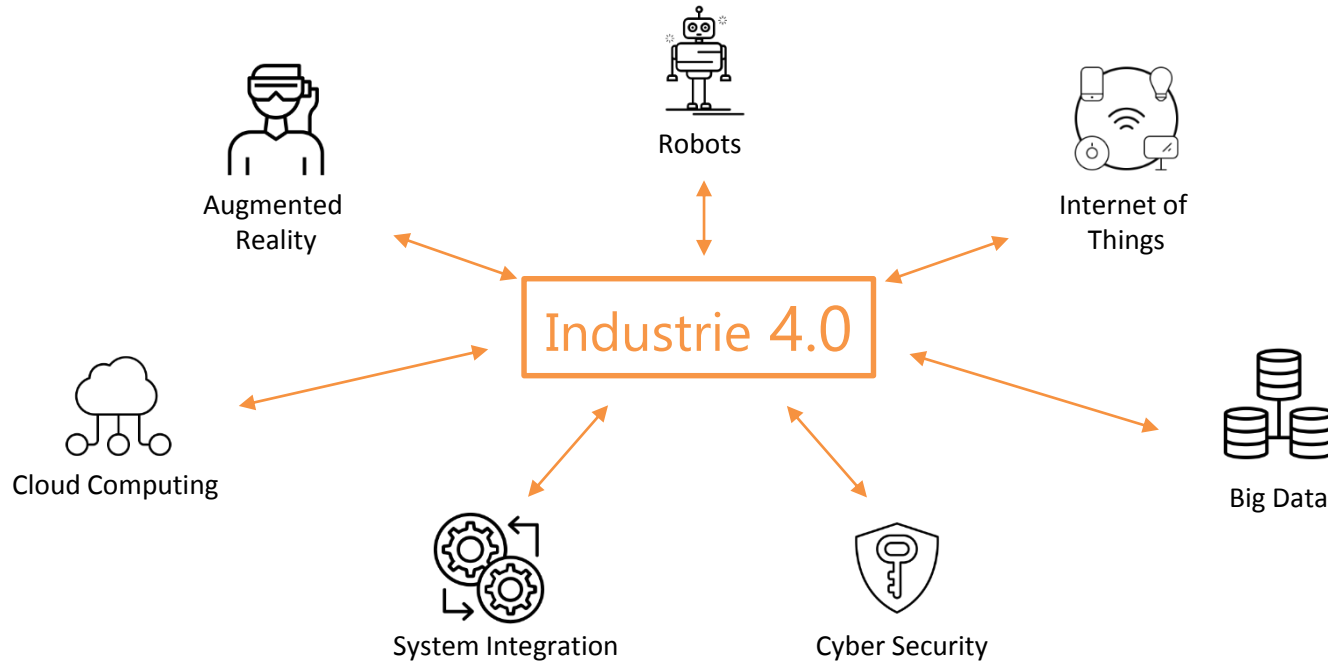 Robots
Augmented
Reality
Internet of
Things
Industrie 4.0
Cloud Computing
Big Data
System Integration
Cyber Security